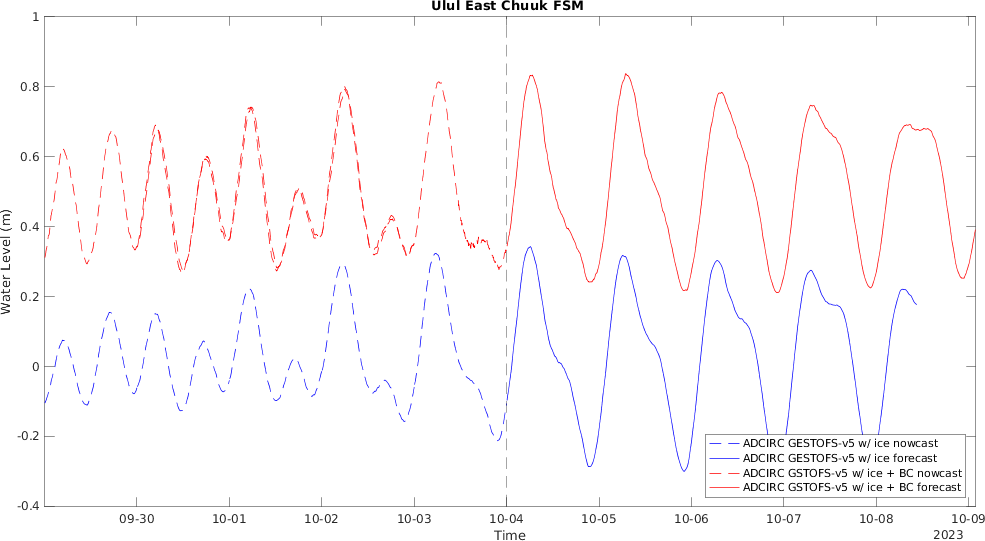 Ulul East Chuuk FSM
1
0.8
0.6
0.4
0.2
0
-0.2
-0.4
Water Level (m)
ADCIRC GESTOFS-v5 w/ ice nowcast
ADCIRC GESTOFS-v5 w/ ice forecast
ADCIRC GSTOFS-v5 w/ ice + BC nowcast
ADCIRC GSTOFS-v5 w/ ice + BC forecast
09-30 10-01 10-02 10-03 10-04 10-05 10-06 10-07 10-08 10-09
Time 2023